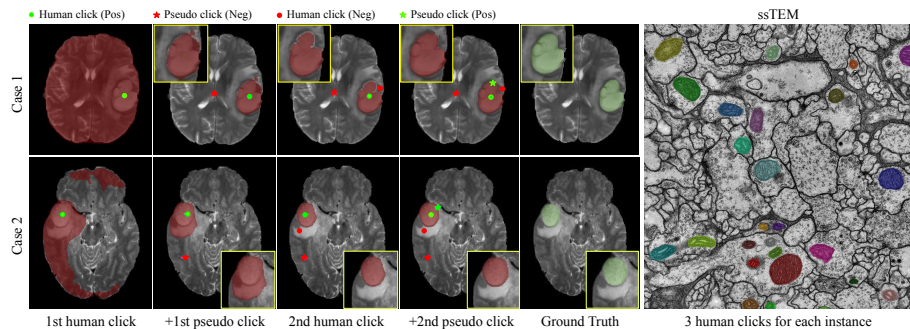 Human click (Pos) Pseudo click (Neg) Human click (Neg) Pseudo click (Pos) ssTEM
Case 1
Case 2
1st human click +1st pseudo click 2nd human click +2nd pseudo click Ground Truth 3 human clicks for each instance